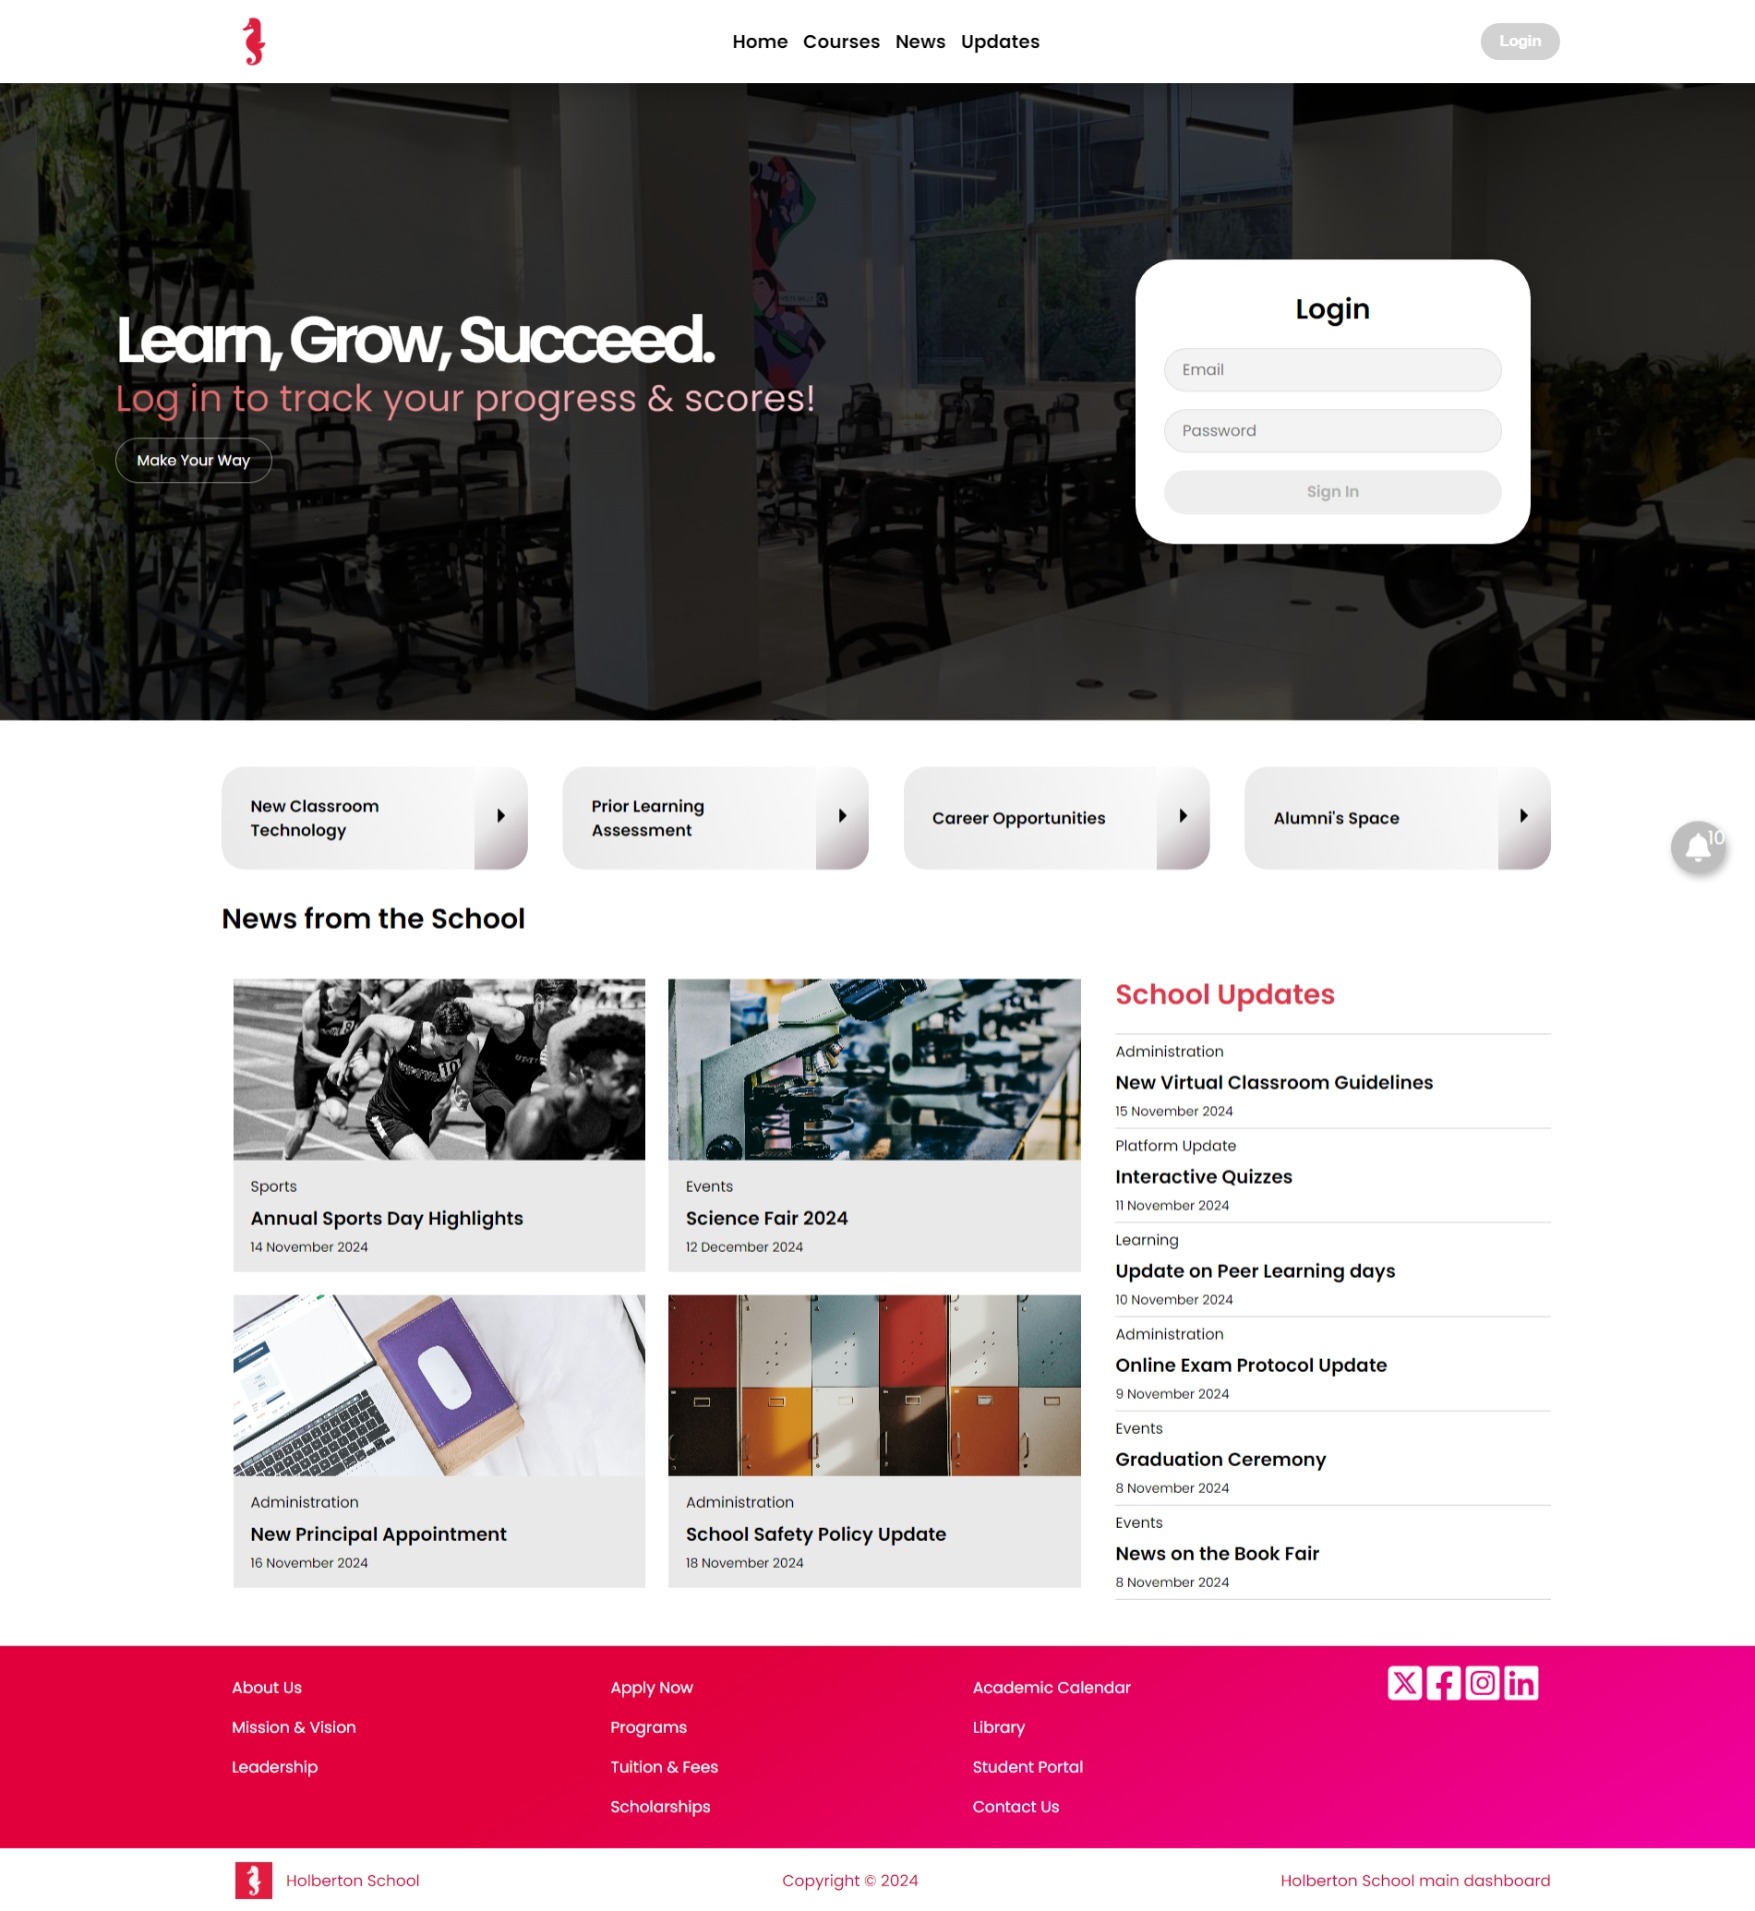 Home Courses News Updates
Login
Learn, Grow, Succeed.
Log in to track your progress & scores!
Make Your Way
Login
Email
Password
Sign In
New Classroom
Technology
Prior Learning
Assessment
Career Opportunities
Alumni's Space
10
News from the School
Sports
Annual Sports Day Highlights
14 November 2024
Events
Science Fair 2024
12 December 2024
Administration
New Principal Appointment
16 November 2024
Administration
School Safety Policy Update
18 November 2024
School Updates
Administration
New Virtual Classroom Guidelines
15 November 2024
Platform Update
Interactive Quizzes
11 November 2024
Learning
Update on Peer Learning days
10 November 2024
Administration
Online Exam Protocol Update
9 November 2024
Events
Graduation Ceremony
8 November 2024
Events
News on the Book Fair
8 November 2024
About Us
Mission & Vision
Leadership
Apply Now
Programs
Tuition & Fees
Scholarships
Academic Calendar
Library
Student Portal
Contact Us
Holberton School
Copyright © 2024
Holberton School main dashboard